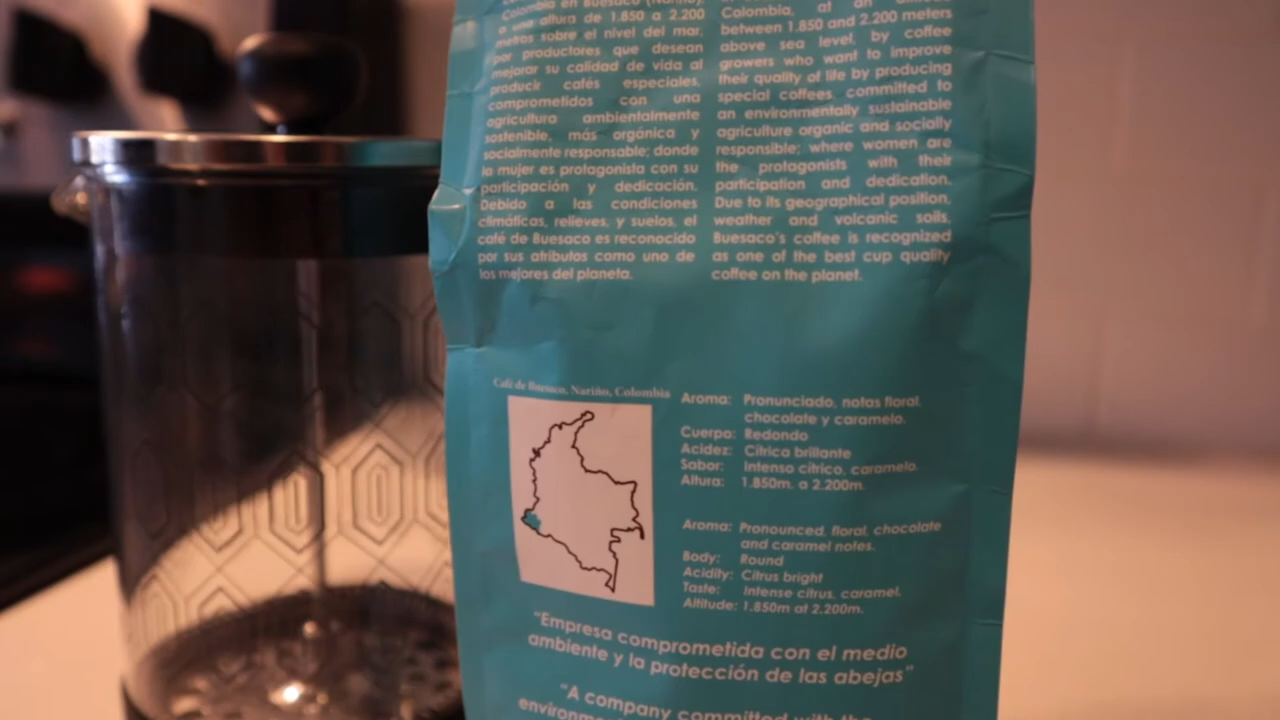 Colombia en Buesaco (Nariño),
a una altura de 1.850 a 2.200
metros sobre el nivel del mar,
por productores que desean
mejorar su calidad de vida al
producir cafés especiales,
comprometidos con una
agricultura ambientalmente
sostenible, más orgánica y
socialmente responsable; donde
la mujer es protagonista con su
participación y dedicación.
Debido a las condiciones
climáticas, relieves, y suelos, el
café de Buesaco es reconocido
por sus atributos como uno de
los mejores del planeta.
Colombia, at an
between 1.850 and 2.200 meters
above sea level, by coffee
growers who want to improve
their quality of life by producing
special coffees, committed to
an environmentally sustainable
agriculture organic and socially
responsible; where women are
the protagonists with their
participation and dedication.
Due to its geographical position,
weather and volcanic soils,
Buesaco's coffee is recognized
as one of the best cup quality
coffee on the planet.
Café de Buesaco, Nariño, Colombia
Aroma: Pronunciado, notas floral,
chocolate y caramelo.
Cuerpo: Redondo
Acidez: Cítrica brillante
Sabor: Intenso cítrico, caramelo.
Altura: 1.850m. a 2.200m.
Aroma: Pronounced, floral, chocolate
and caramel notes.
Body: Round
Acidity: Citrus bright
Taste: Intense citrus, caramel.
Altitude: 1.850m at 2.200m.
"Empresa comprometida con el medio
ambiente y la protección de las abejas"
"A company committed with the